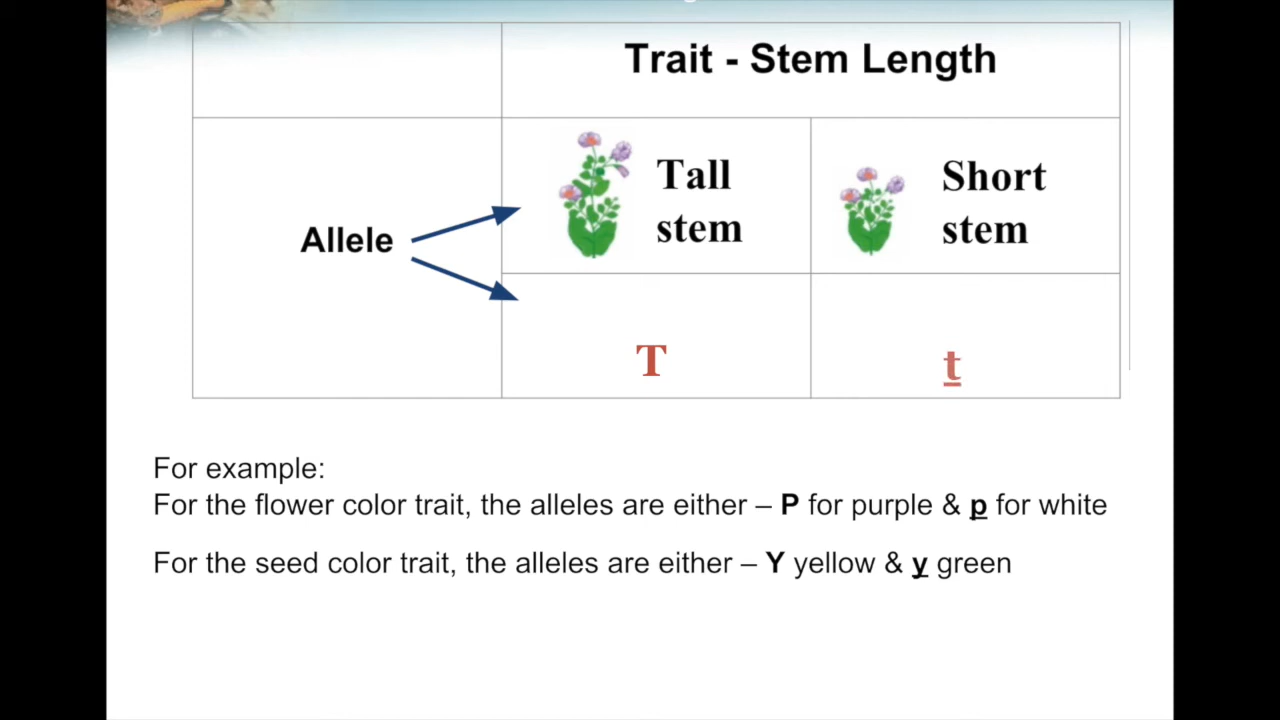 Trait - Stem Length
Allele
Tall
stem
Short
stem
T
t
For example:
For the flower color trait, the alleles are either – P for purple & p for white
For the seed color trait, the alleles are either – Y yellow & y green